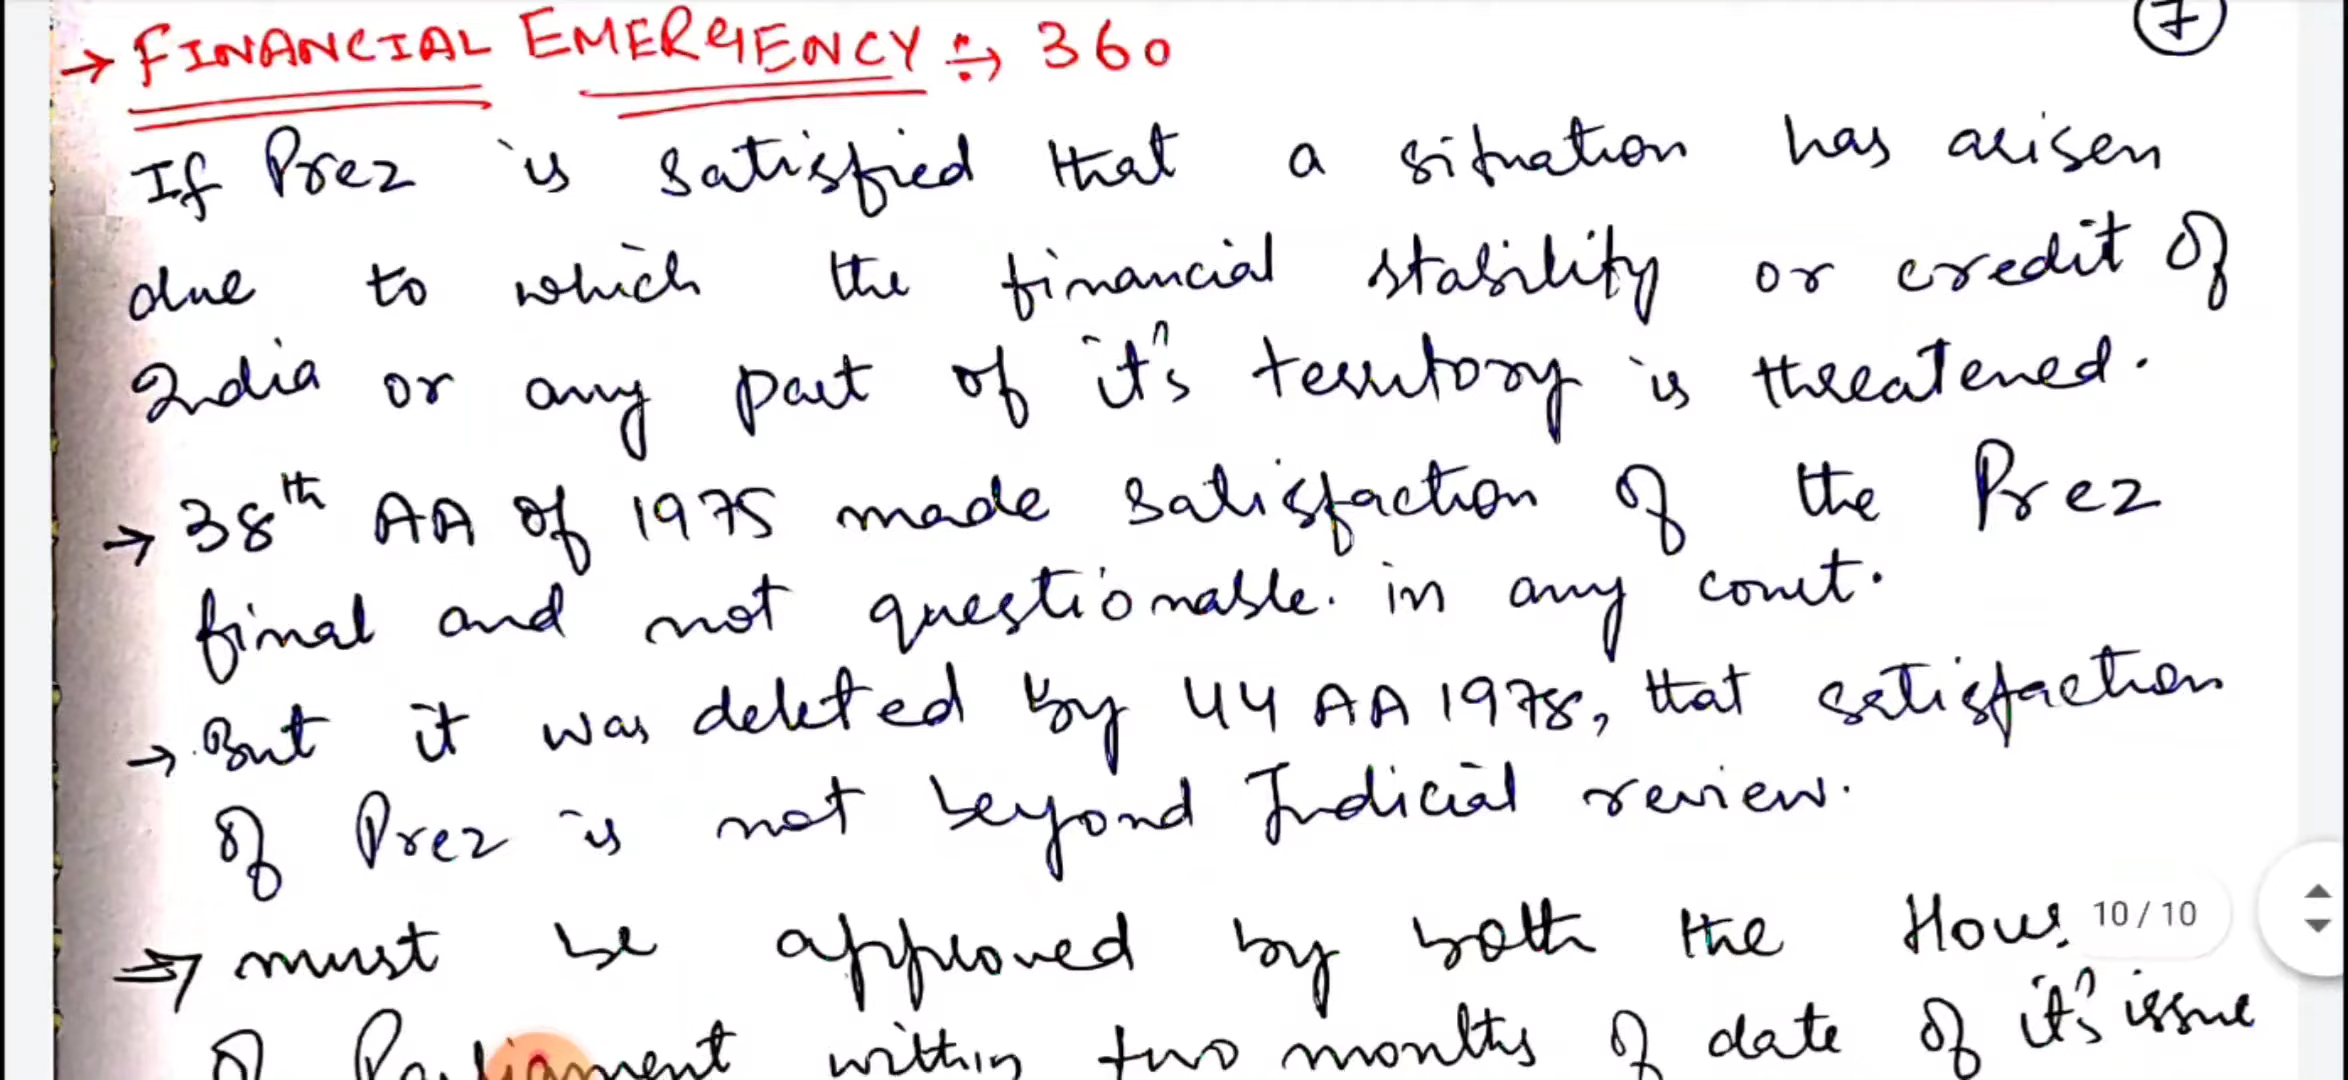 7
→ FINANCIAL EMERGENCY ÷→ 360
If Prez is satisfied that a situation has arisen
due to which the financial stability or credit of
India or any part of it's territory is threatened.
→ 38th AA of 1975 made satisfaction of the Prez
final and not questionable. in any court.
→ But it was deleted by 44 AA 1978, that satisfaction
of Prez is not beyond Judicial review.
⇒ must be approved by both the Hous
10 / 10
of Parliament within two months of date of it's issue